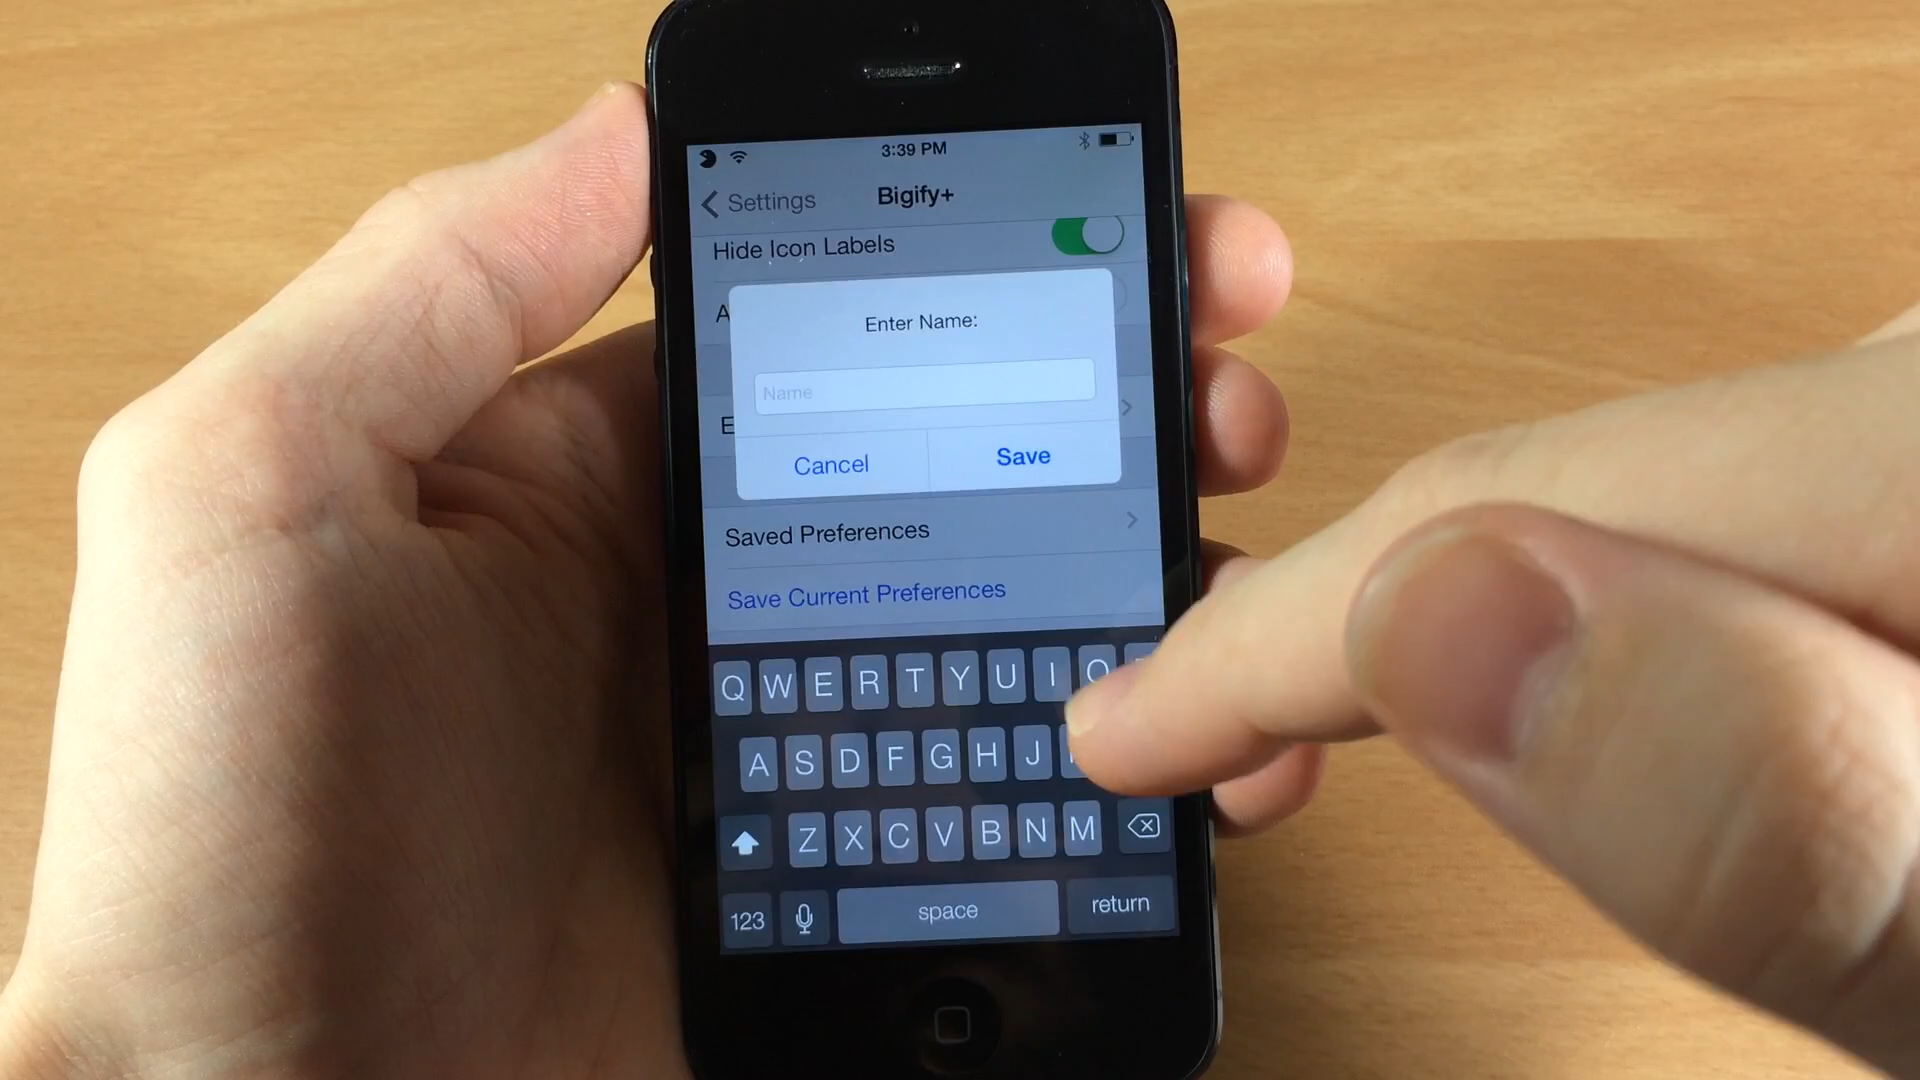 3:39 PM
Settings
Bigify+
Hide Icon Labels
A
Enter Name:
Name
E
Cancel
Save
Saved Preferences
Save Current Preferences
Q W E R T Y U I O
A S D F G H J
Z X C V B N M
123
space
return